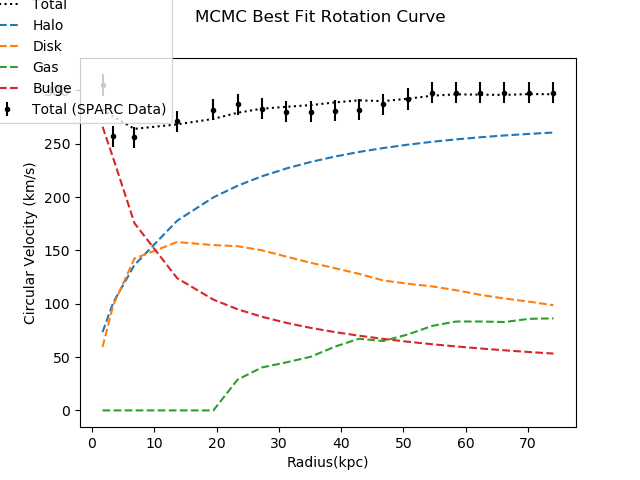 MCMC Best Fit Rotation Curve
Total
Halo
Disk
Gas
Bulge
Total (SPARC Data)
250
200
150
100
50
0
Circular Velocity (km/s)
0 10 20 30 40 50 60 70
Radius(kpc)